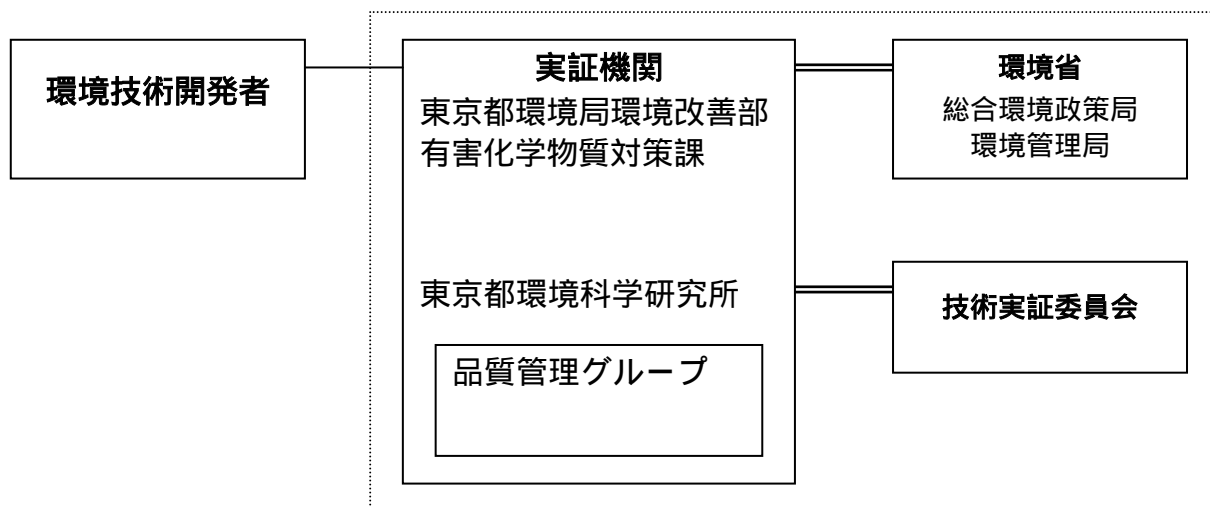 環境技術開発者
実証機関
東京都環境局環境改善部
有害化学物質対策課
東京都環境科学研究所
品質管理グループ
環境省
総合環境政策局
環境管理局
技術実証委員会